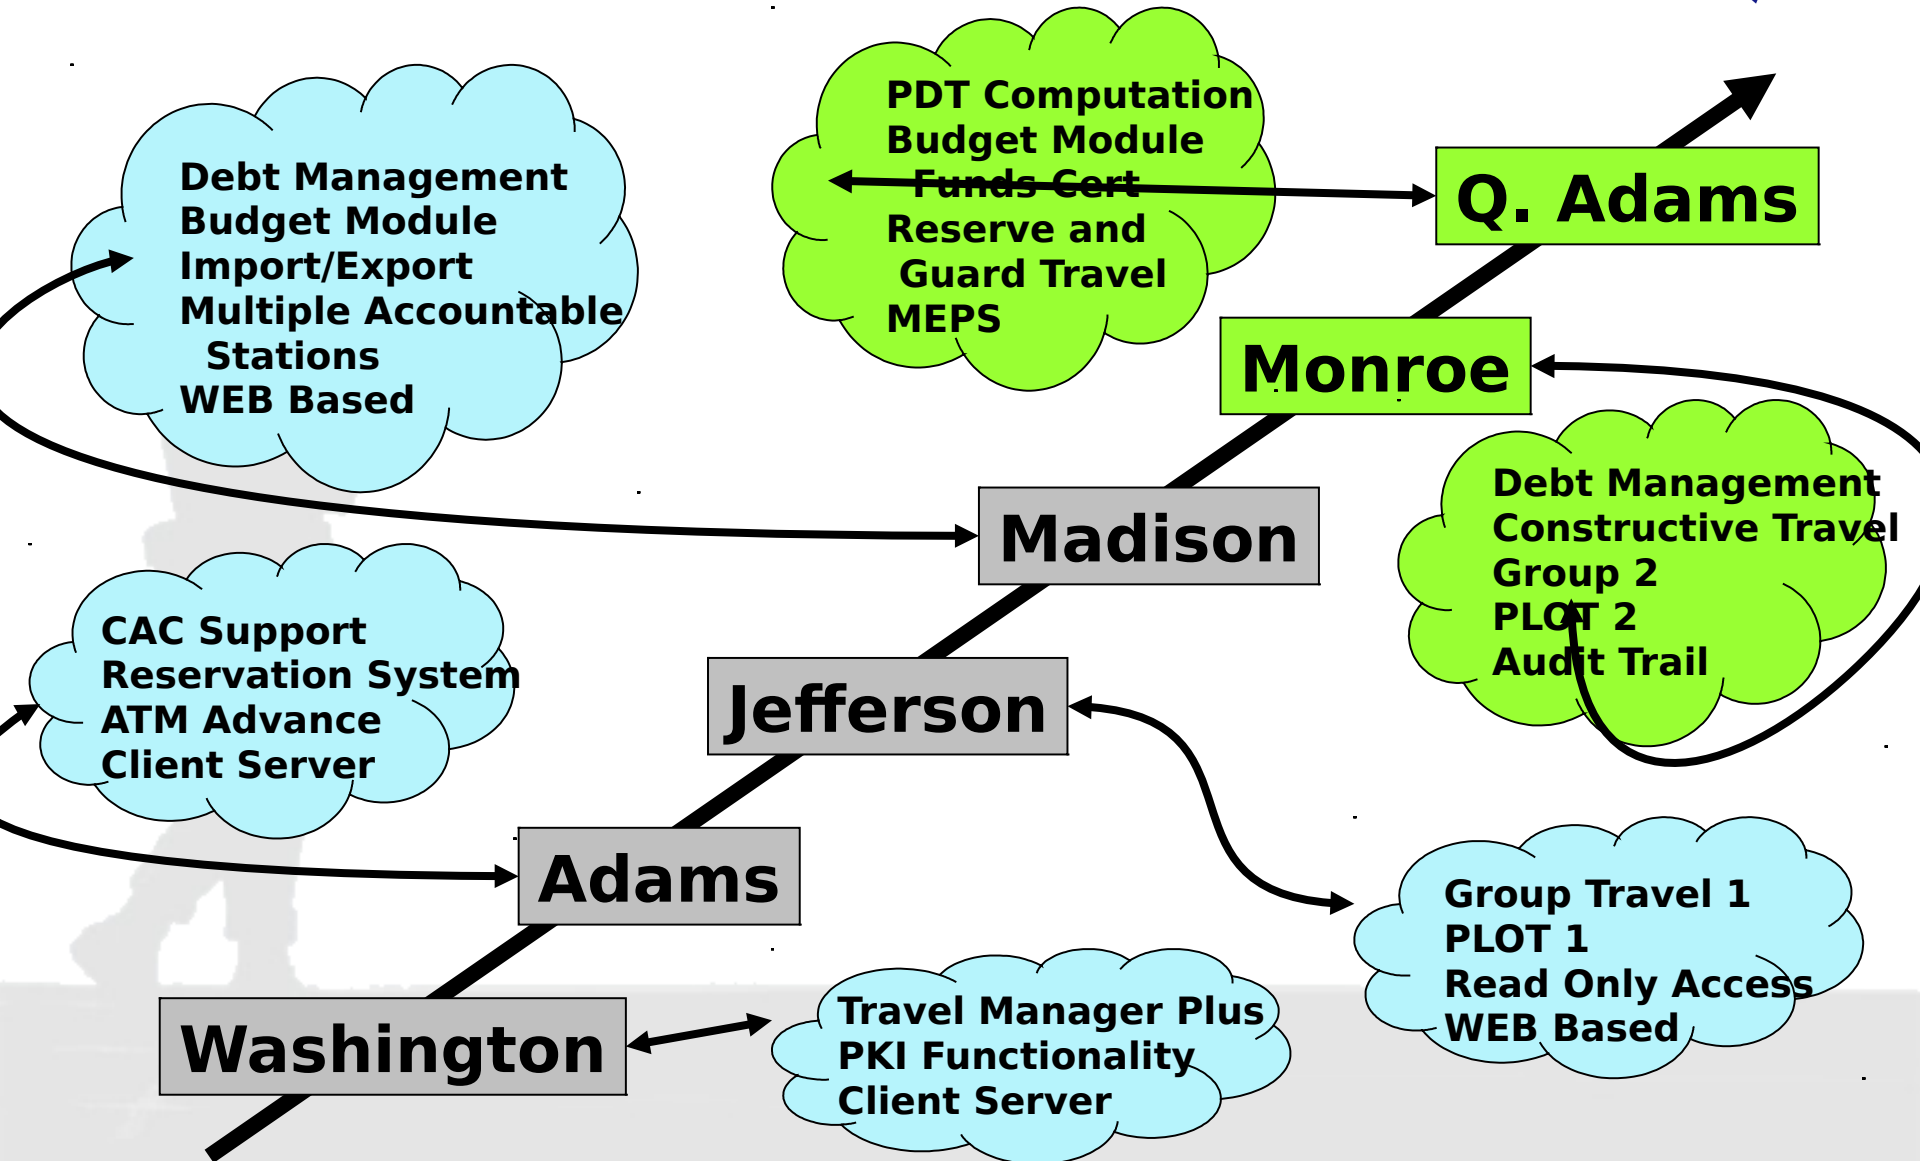 PDT Computation
Budget Module
Funds Cert
Reserve and
Guard Travel
MEPS
Q. Adams
Debt Management
Budget Module
Import/Export
Multiple Accountable
Stations
WEB Based
Monroe
Debt Management
Constructive Travel
Group 2
PLOT 2
Audit Trail
Madison
CAC Support
Reservation System
ATM Advance
Client Server
Jefferson
Adams
Group Travel 1
PLOT 1
Read Only Access
WEB Based
Washington
Travel Manager Plus
PKI Functionality
Client Server